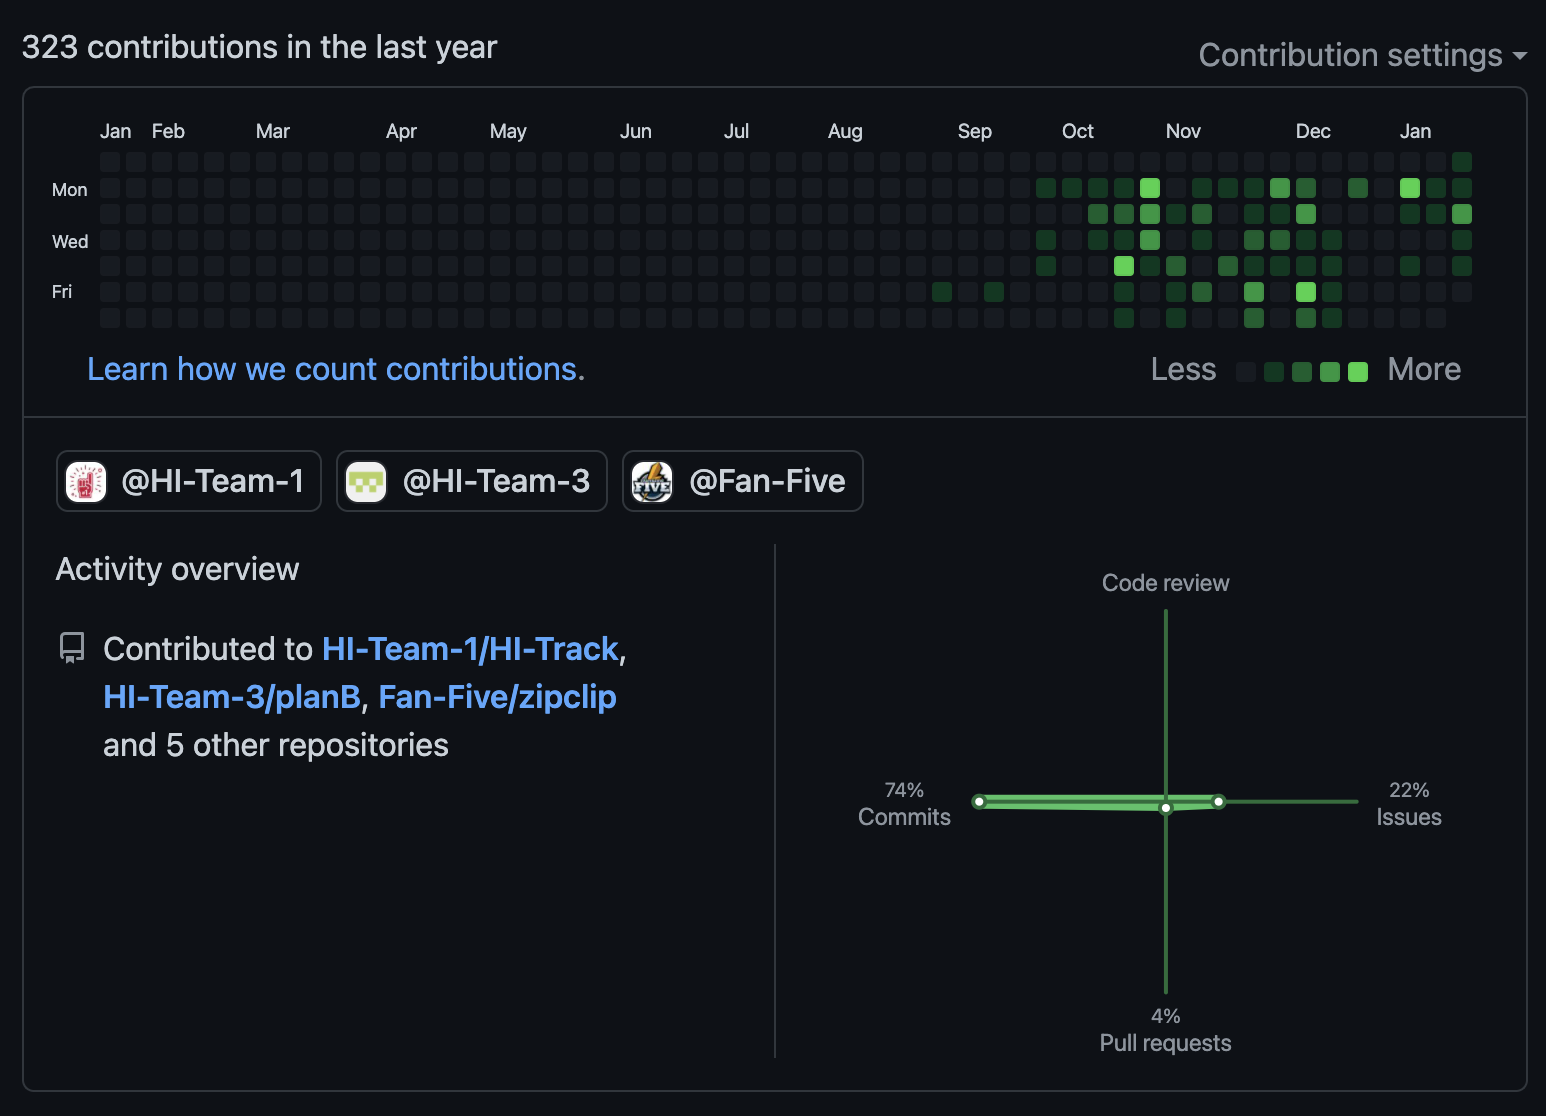 323 contributions in the last year
Contribution settings
Jan Feb Mar Apr May Jun Jul Aug Sep Oct Nov Dec Jan
Mon
Wed
Fri
Learn how we count contributions.
Less More
@HI-Team-1 @HI-Team-3 FIVE @Fan-Five
Activity overview
Contributed to HI-Team-1/HI-Track,
HI-Team-3/planB, Fan-Five/zipclip
and 5 other repositories
Code review
74%
Commits
22%
Issues
4%
Pull requests